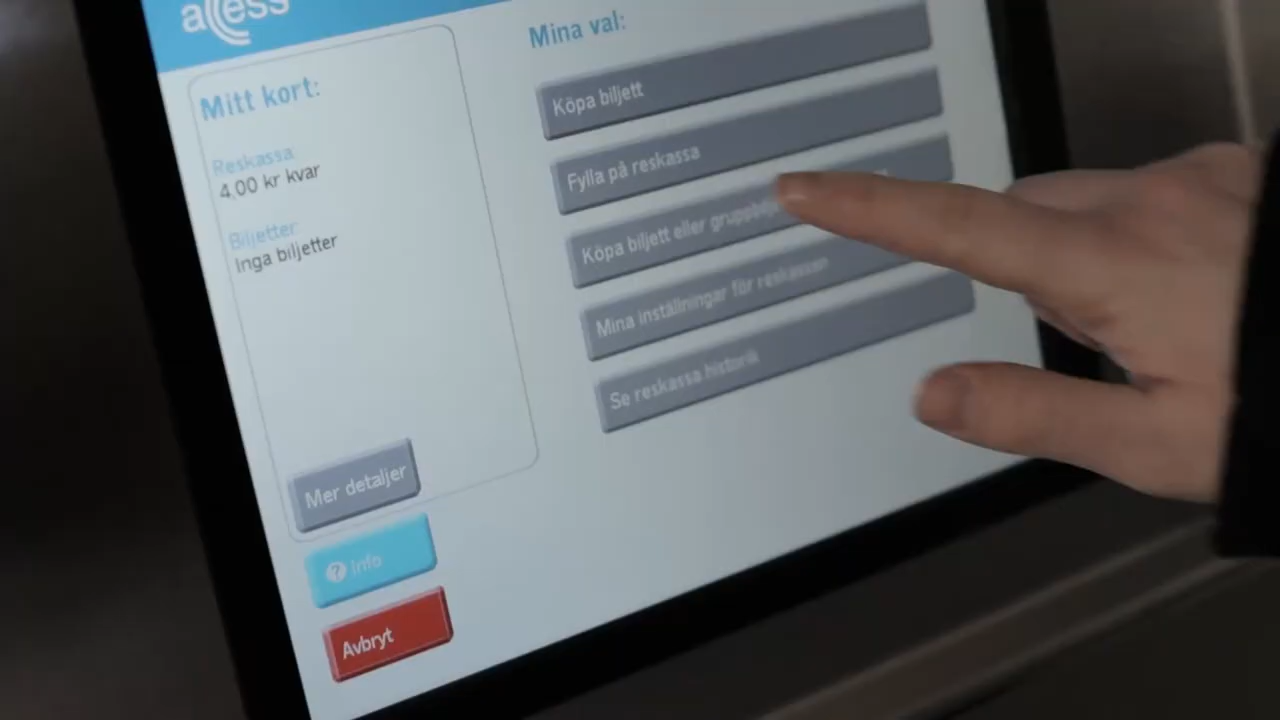 access
Mitt kort:
Reskassa:
4,00 kr kvar
Biljetter:
Inga biljetter
Mer detaljer
? Info
Avbryt
Mina val:
Köpa biljett
Fylla på reskassa
Köpa biljett eller
Mina inställningar för reskassan
Se reskassa historik